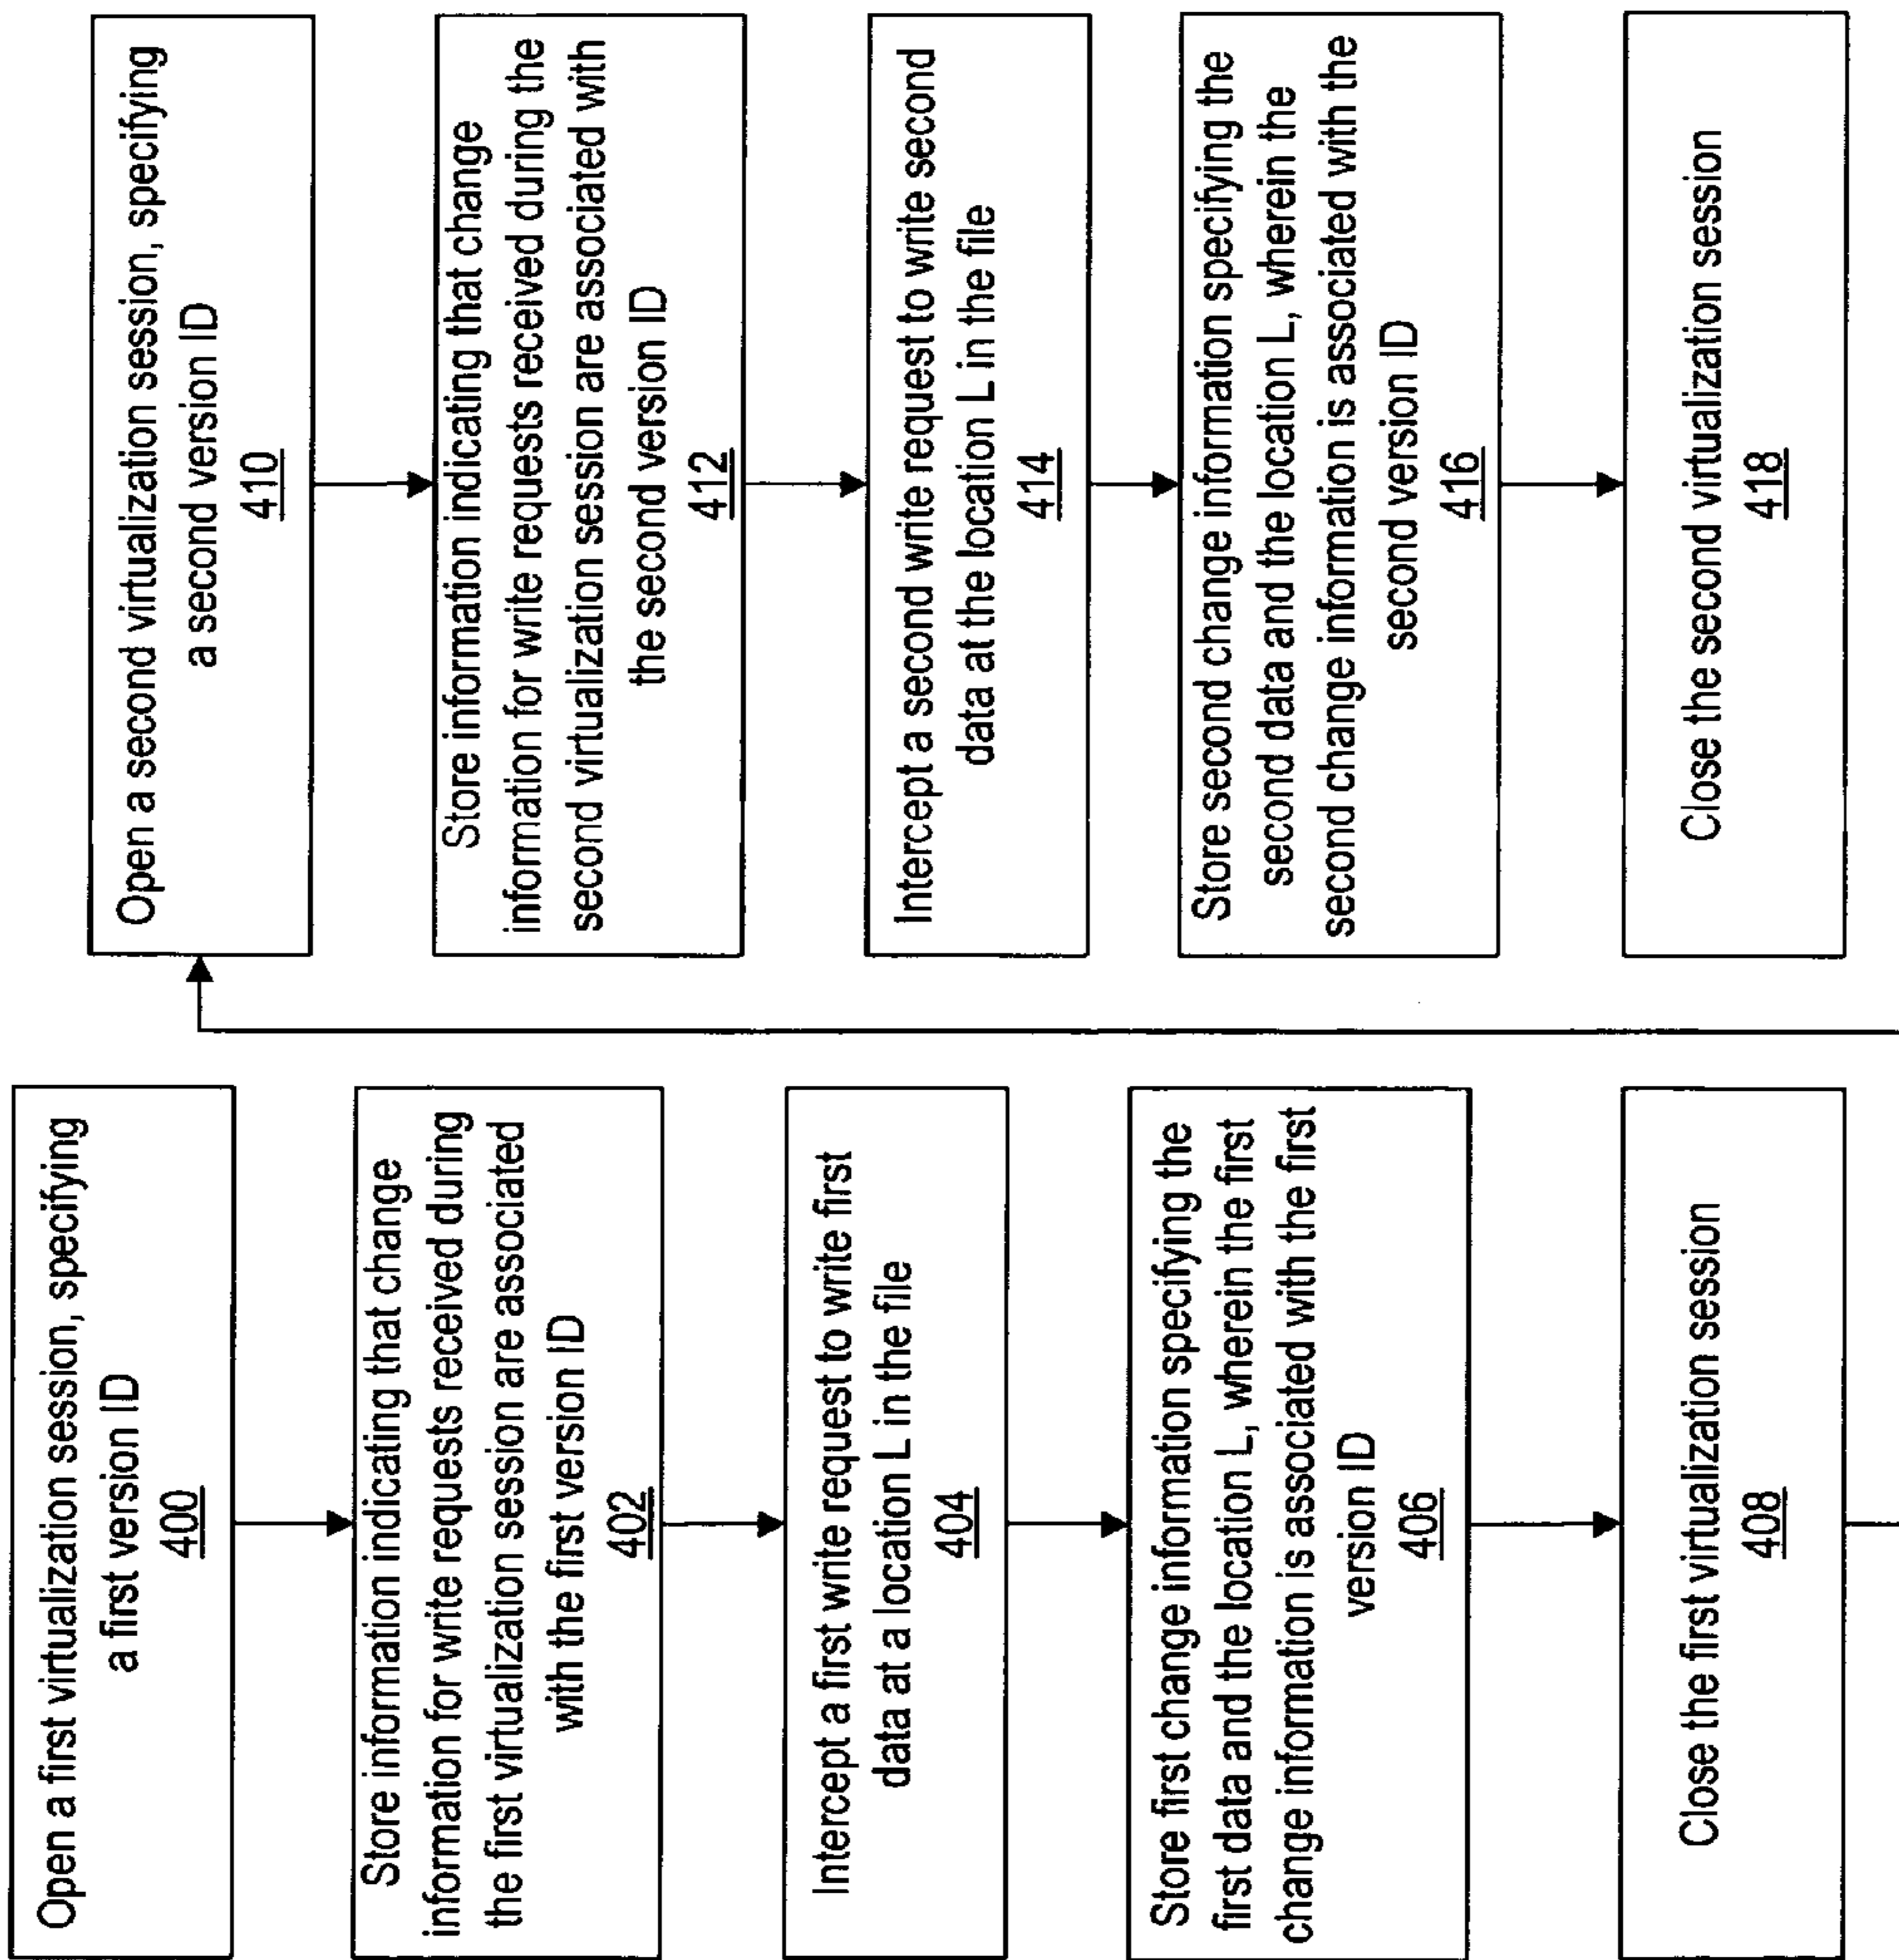 Open a first virtualization session, specifying
a first version ID
400
Store information indicating that change
information for write requests received during
the first virtualization session are associated
with the first version ID
402
Intercept a first write request to write first
data at a location L in the file
404
Store first change information specifying the
first data and the location L, wherein the first
change information is associated with the first
version ID
406
Close the first virtualization session
408
Open a second virtualization session, specifying
a second version ID
410
Store information indicating that change
information for write requests received during the
second virtualization session are associated with
the second version ID
412
Intercept a second write request to write second
data at the location L in the file
414
Store second change information specifying the
second data and the location L, wherein the
second change information is associated with the
second version ID
416
Close the second virtualization session
418